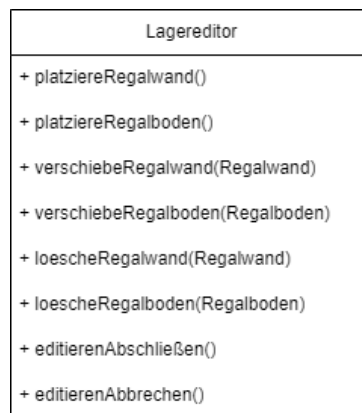 Lagereditor
+ platziereRegalwand()
+ platziereRegalboden()
+ verschiebeRegalwand(Regalwand)
+ verschiebeRegalboden(Regalboden)
+ loescheRegalwand(Regalwand)
+ loescheRegalboden(Regalboden)
+ editierenAbschließen()
+ editierenAbbrechen()